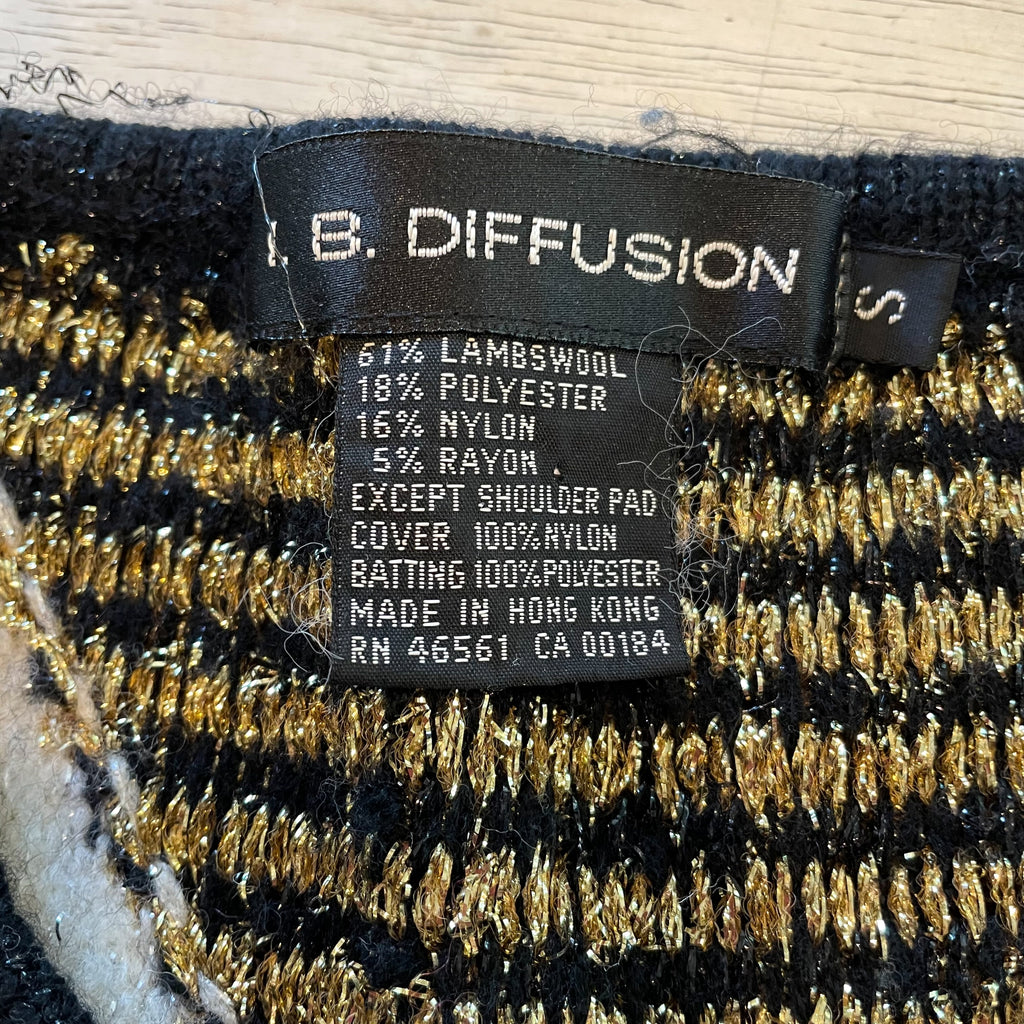 I. B. DIFFUSION
S
61% LAMBSWOOL
18% POLYESTER
16% NYLON
5% RAYON
EXCEPT SHOULDER PAD
COVER 100% NYLON
BATTING 100% POLYESTER
MADE IN HONG KONG
RN 46561 CA 00184